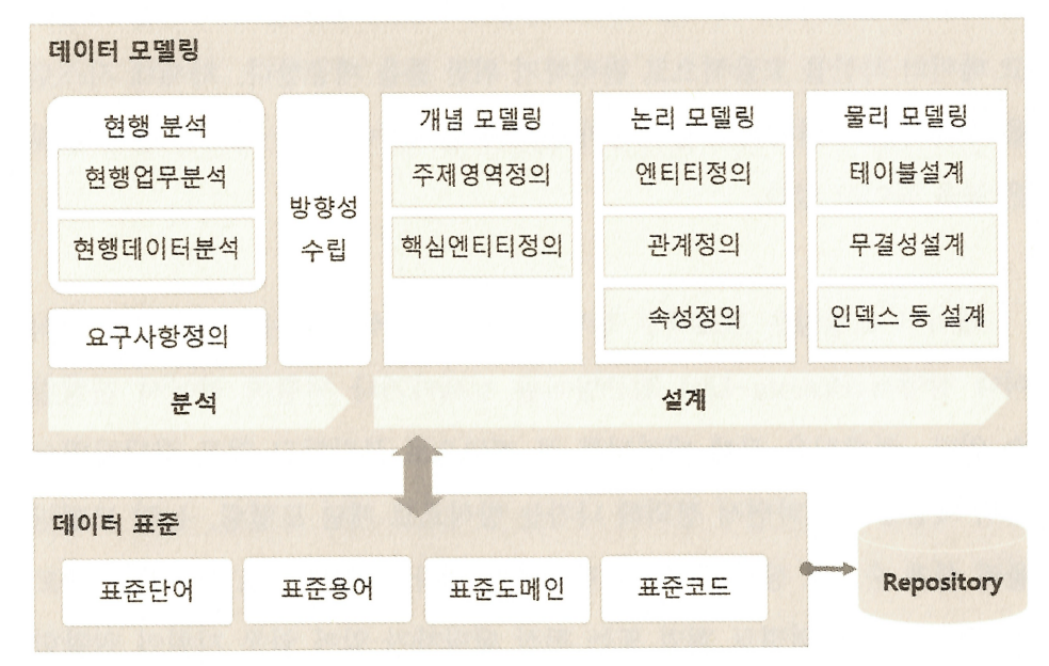 데이터 모델링
현행 분석
현행업무분석
현행데이터분석
요구사항정의
방향성
수립
개념 모델링
주제영역정의
핵심엔티티정의
논리 모델링
엔티티정의
관계정의
속성정의
물리 모델링
테이블설계
무결성설계
인덱스 등 설계
분석
설계
데이터 표준
표준단어
표준용어
표준도메인
표준코드
Repository